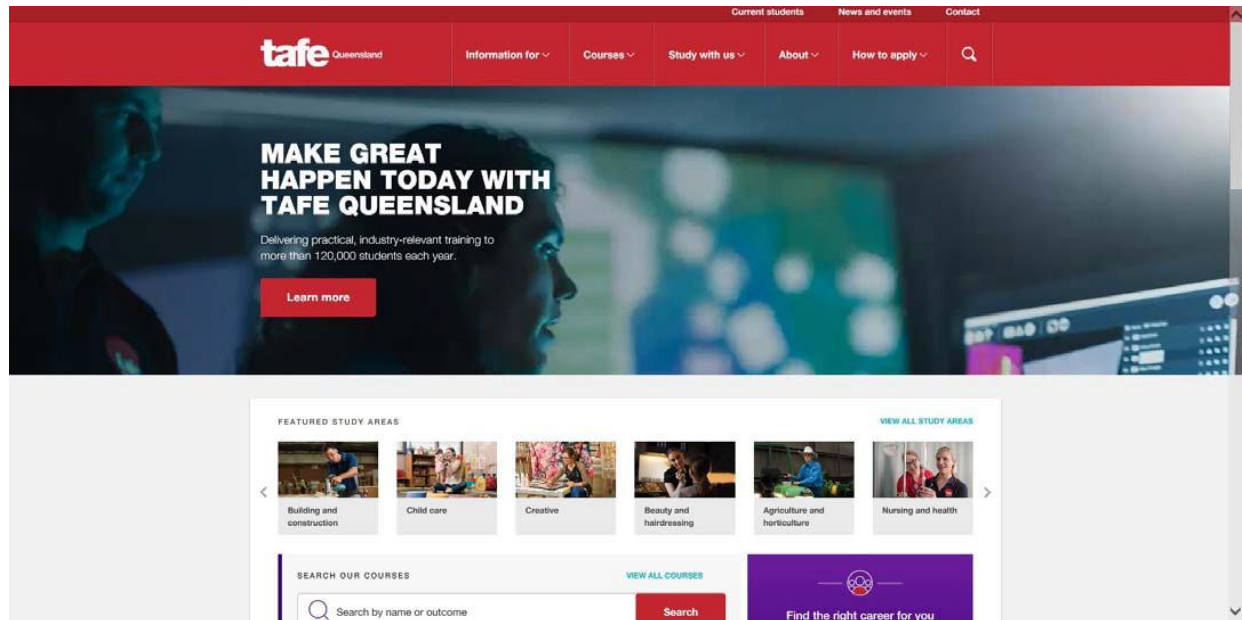 Current students News and events Contact
tafe Queensland Information for Courses Study with us About How to apply
MAKE GREAT
HAPPEN TODAY WITH
TAFE QUEENSLAND
Delivering practical, industry-relevant training to
more than 120,000 students each year.
Learn more
FEATURED STUDY AREAS VIEW ALL STUDY AREAS
Building and
construction
Child care
Creative
Beauty and
hairdressing
Agriculture and
horticulture
Nursing and health
SEARCH OUR COURSES VIEW ALL COURSES
Search by name or outcome Search
Find the right career for you